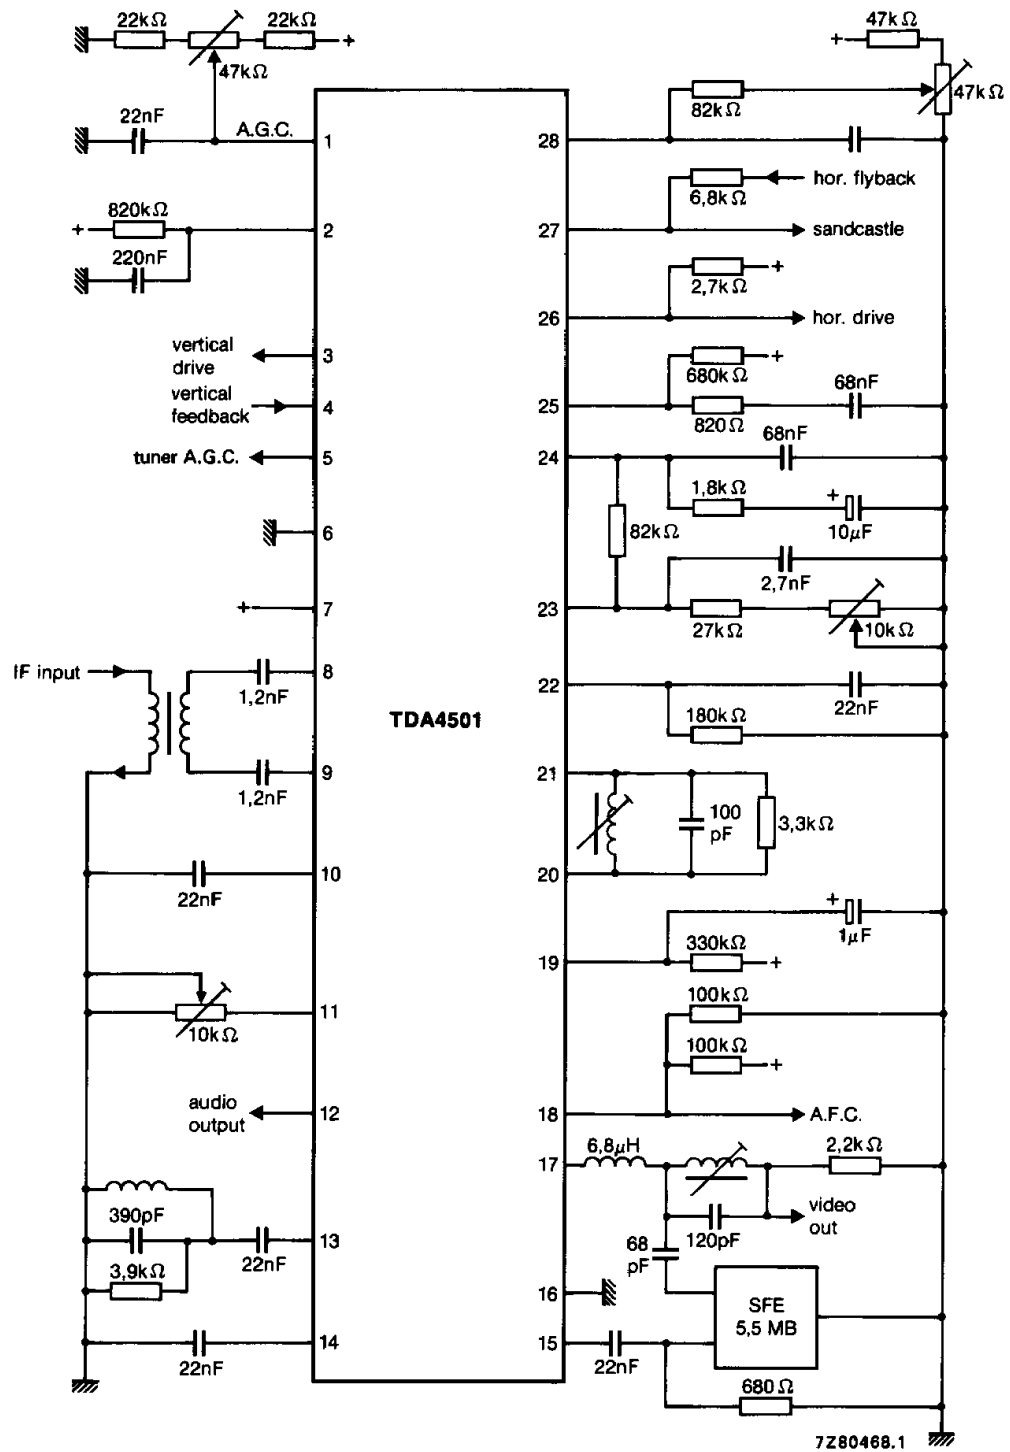 22kΩ
22kΩ
+
47kΩ
22nF
A.G.C.
1
820kΩ
+
2
220nF
vertical
drive
3
vertical
feedback
4
tuner A.G.C.
5
6
+
7
IF input
8
1,2nF
9
1,2nF
10
22nF
11
10kΩ
audio
output
12
390pF
13
22nF
3,9kΩ
14
22nF
TDA4501
47kΩ
+
47kΩ
82kΩ
28
hor. flyback
6,8kΩ
27
sandcastle
+
2,7kΩ
26
hor. drive
+
680kΩ
68nF
25
820Ω
68nF
24
1,8kΩ
+
10μF
82kΩ
2,7nF
23
27kΩ
10kΩ
22
22nF
180kΩ
21
100
pF
3,3kΩ
20
+
1μF
330kΩ
19
+
100kΩ
100kΩ
+
18
A.F.C.
6,8μH
2,2kΩ
17
video
out
120pF
68
pF
16
SFE
5,5 MB
15
22nF
680Ω
7Z80468.1